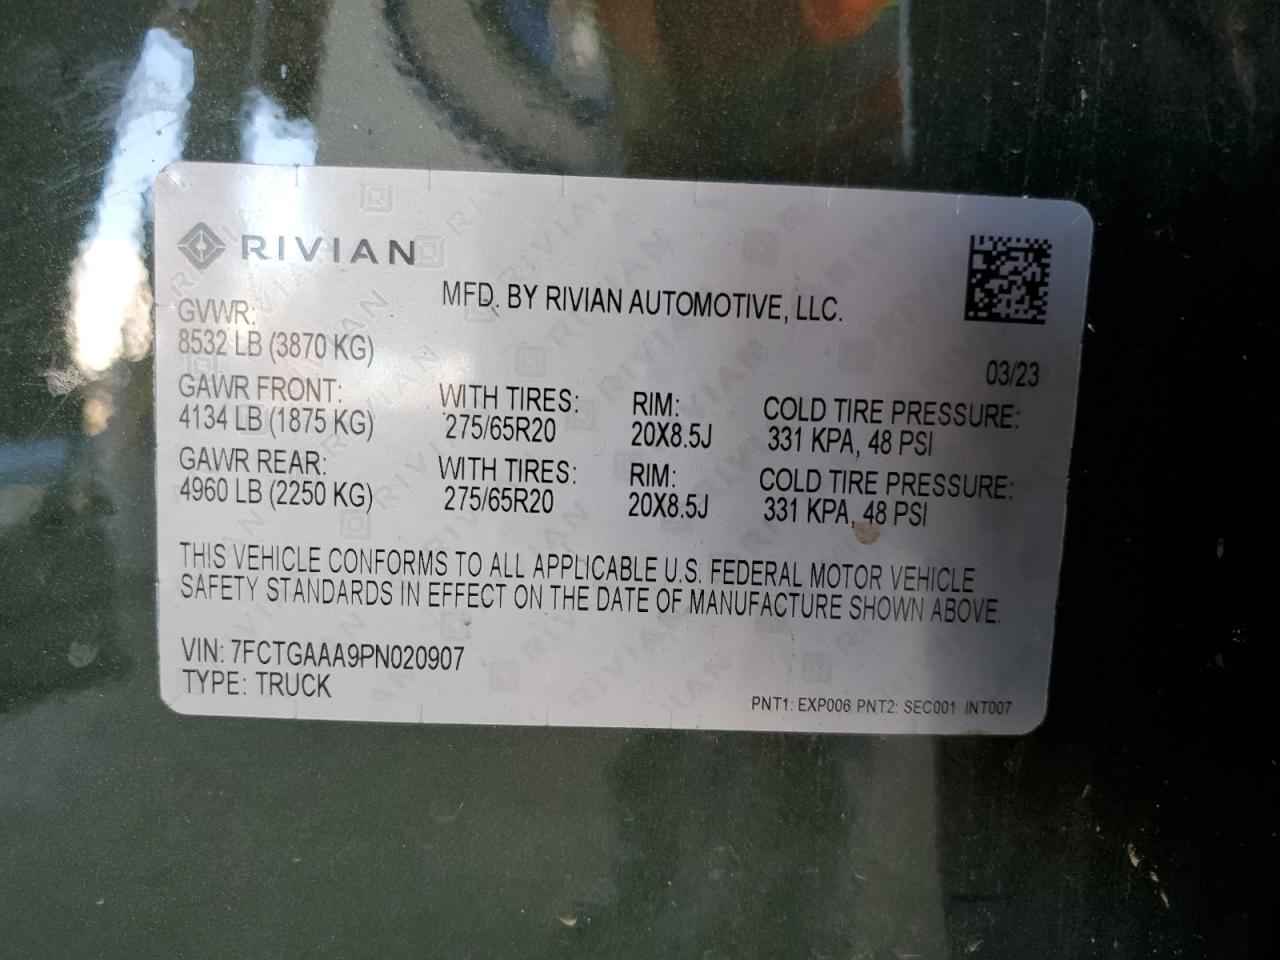 RIVIAN
MFD. BY RIVIAN AUTOMOTIVE, LLC.
GVWR:
8532 LB (3870 KG)
03/23
GAWR FRONT: WITH TIRES: RIM: COLD TIRE PRESSURE:
4134 LB (1875 KG) 275/65R20 20X8.5J 331 KPA, 48 PSI
GAWR REAR: WITH TIRES: RIM: COLD TIRE PRESSURE:
4960 LB (2250 KG) 275/65R20 20X8.5J 331 KPA, 48 PSI
THIS VEHICLE CONFORMS TO ALL APPLICABLE U.S. FEDERAL MOTOR VEHICLE
SAFETY STANDARDS IN EFFECT ON THE DATE OF MANUFACTURE SHOWN ABOVE.
VIN: 7FCTGAAA9PN020907
TYPE: TRUCK
PNT1: EXP006 PNT2: SEC001 INT007